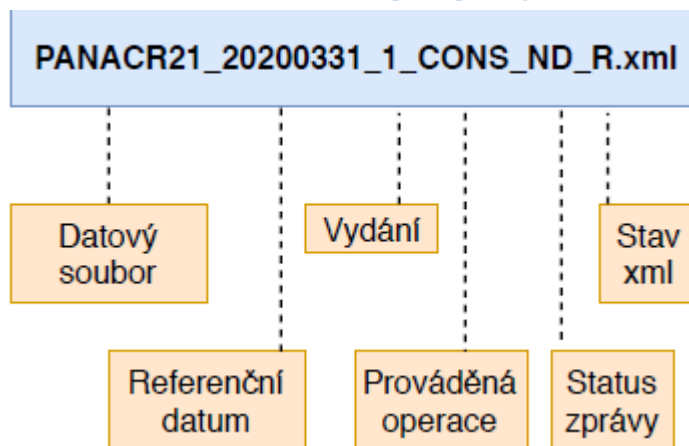 PANACR21_20200331_1_CONS_ND_R.xml
Datový
soubor
Vydání
Stav
xml
Referenční
datum
Prováděná
operace
Status
zprávy